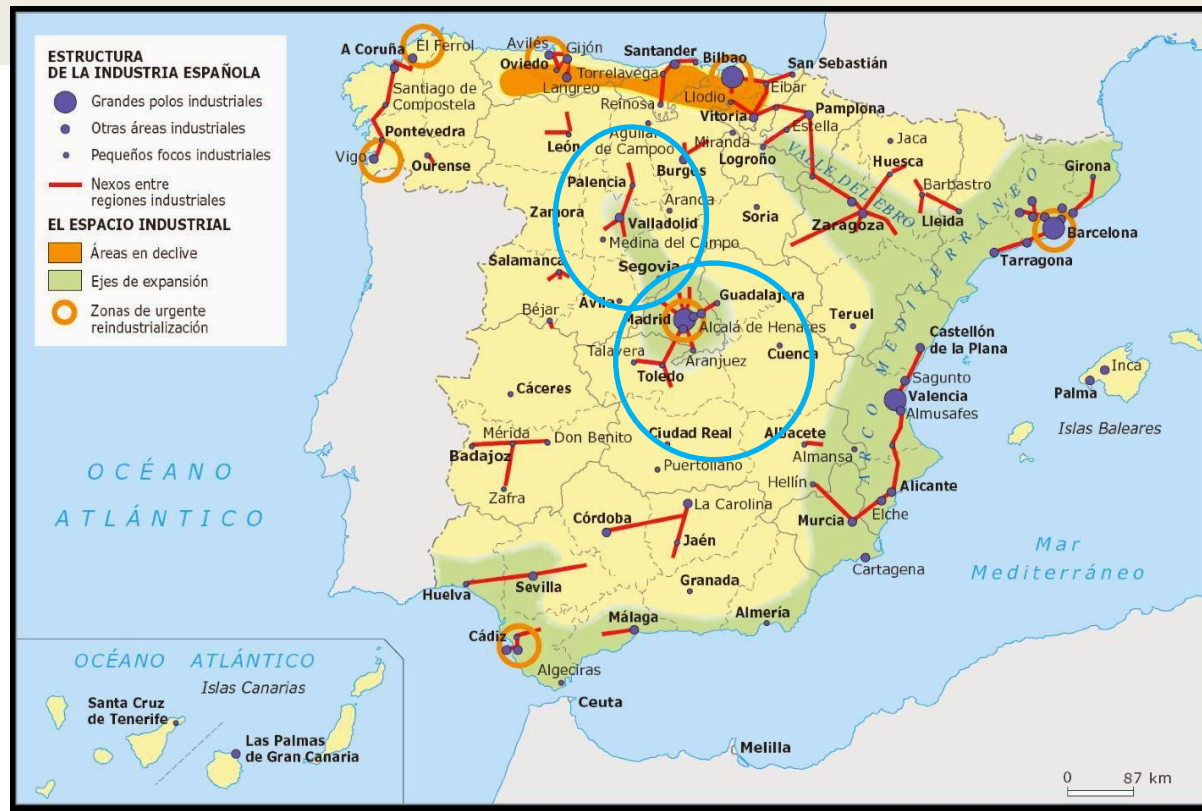 ESTRUCTURA
DE LA INDUSTRIA ESPAÑOLA
Grandes polos industriales
Otras áreas industriales
Pequeños focos industriales
Nexos entre
regiones industriales
EL ESPACIO INDUSTRIAL
Áreas en declive
Ejes de expansión
Zonas de urgente
reindustrialización
A Coruña
El Ferrol
Santiago de
Compostela
Pontevedra
Vigo
Ourense
Avilés
Gijón
Oviedo
Langreo
Torrelavega
Santander
Bilbao
San Sebastián
Eibar
Llodio
Reinosa
Vitoria
Pamplona
Estella
Aguilar
de Campoo
Miranda
Logroño
León
Burgos
Palencia
Aranda
Zamora
Valladolid
Soria
Medina del Campo
Segovia
Salamanca
Ávila
Béjar
Jaca
Huesca
Barbastro
Girona
VALLE DEL EBRO
Zaragoza
Lleida
Barcelona
Tarragona
ARCO MEDITERRÁNEO
Guadalajara
Madrid
Alcalá de Henares
Teruel
Talavera
Aranjuez
Cuenca
Toledo
Castellón
de la Plana
Sagunto
Valencia
Almusafes
Inca
Palma
Islas Baleares
Cáceres
Ciudad Real
Albacete
Mérida
Don Benito
Badajoz
Almansa
Puertollano
Zafra
Hellín
Alicante
Elche
La Carolina
Córdoba
Murcia
Jaén
Cartagena
Granada
Huelva
Sevilla
Almería
Málaga
Cádiz
Algeciras
Ceuta
Melilla
OCÉANO
ATLÁNTICO
Mar
Mediterráneo
OCÉANO ATLÁNTICO
Islas Canarias
Santa Cruz
de Tenerife
Las Palmas
de Gran Canaria
0 87 km